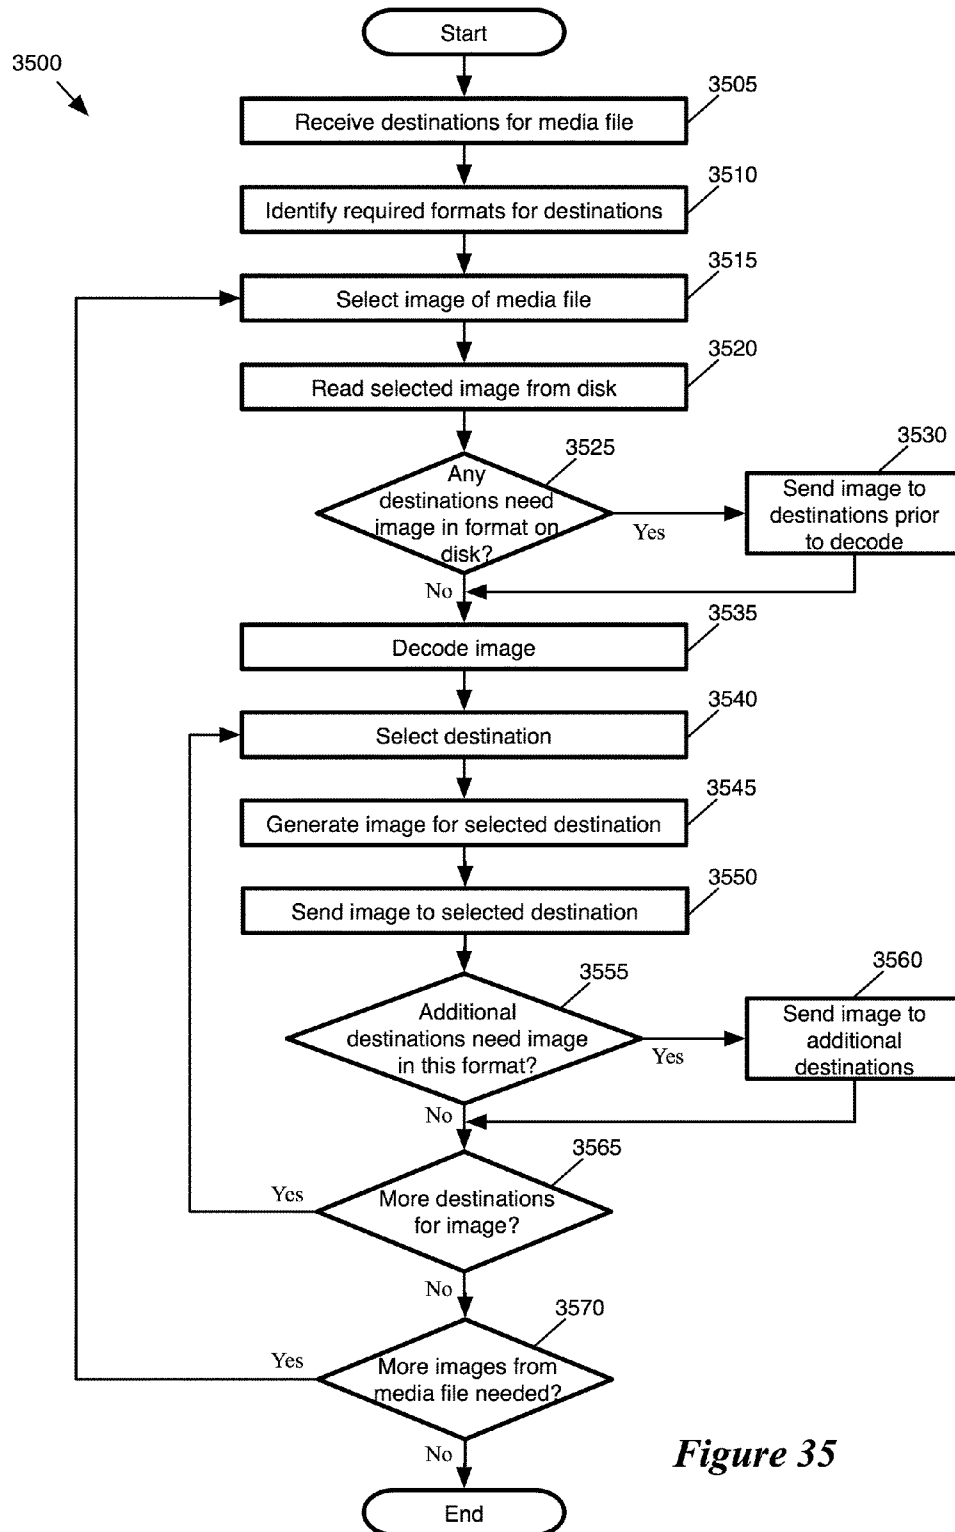 Start
3500
3505
Receive destinations for media file
3510
Identify required formats for destinations
3515
Select image of media file
3520
Read selected image from disk
3525
Any
destinations need
image in format on
disk?
Yes
3530
Send image to
destinations prior
to decode
No
3535
Decode image
3540
Select destination
3545
Generate image for selected destination
3550
Send image to selected destination
3555
Additional
destinations need image
in this format?
Yes
3560
Send image to
additional
destinations
No
3565
More destinations
for image?
Yes
No
3570
More images from
media file needed?
Yes
No
Figure 35
End